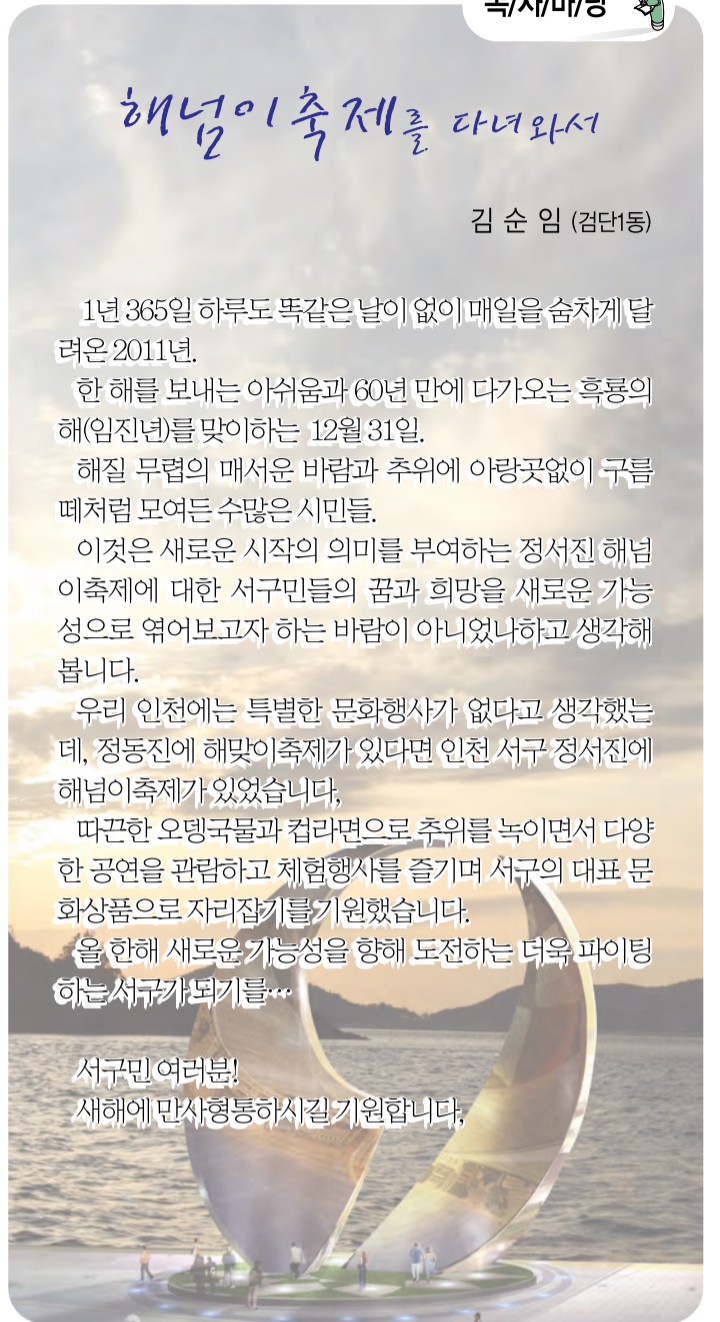 독/자/마/당
해넘이축제를 다녀와서
김 순 임 (검단1동)
1년 365일 하루도 똑같은 날이 없이 매일을 숨차게 달
려온 2011년.
한 해를 보내는 아쉬움과 60년 만에 다가오는 흑룡의
해(임진년)를 맞이하는 12월 31일.
해질 무렵의 매서운 바람과 추위에 아랑곳없이 구름
떼처럼 모여든 수많은 시민들.
이것은 새로운 시작의 의미를 부여하는 정서진 해넘
이축제에 대한 서구민들의 꿈과 희망을 새로운 가능
성으로 엮어보고자 하는 바람이 아니었나하고 생각해
봅니다.
우리 인천에는 특별한 문화행사가 없다고 생각했는
데, 정동진에 해맞이축제가 있다면 인천 서구 정서진에
해넘이축제가 있었습니다,
따끈한 오뎅국물과 컵라면으로 추위를 녹이면서 다양
한 공연을 관람하고 체험행사를 즐기며 서구의 대표 문
화상품으로 자리잡기를 기원했습니다.
올 한해 새로운 가능성을 향해 도전하는 더욱 파이팅
하는 서구가 되기를…
서구민 여러분!
새해에 만사형통하시길 기원합니다,